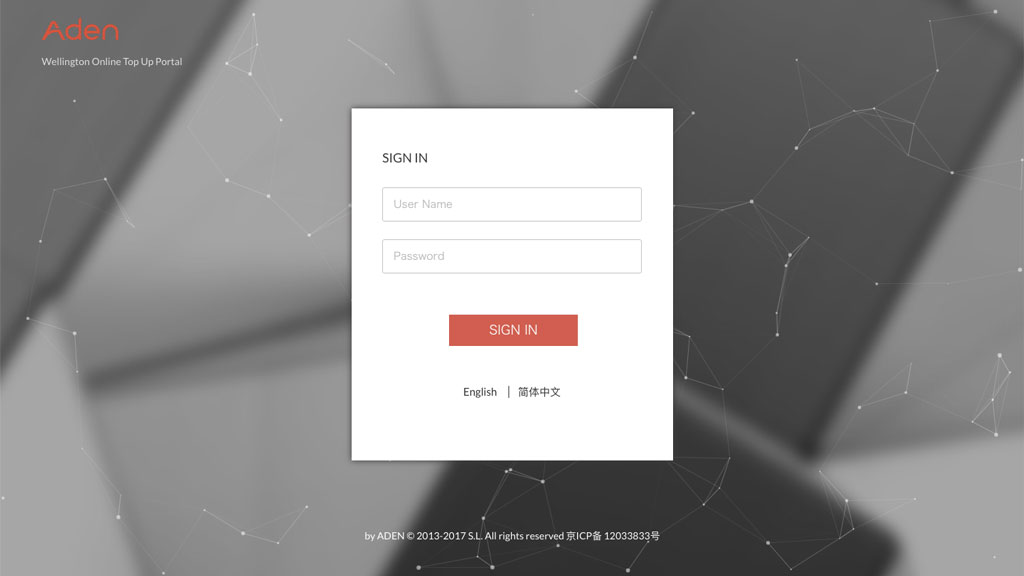 Aden
Wellington Online Top Up Portal
SIGN IN
User Name
Password
SIGN IN
English | 简体中文
by ADEN © 2013-2017 S.L. All rights reserved 京ICP备 12033833号